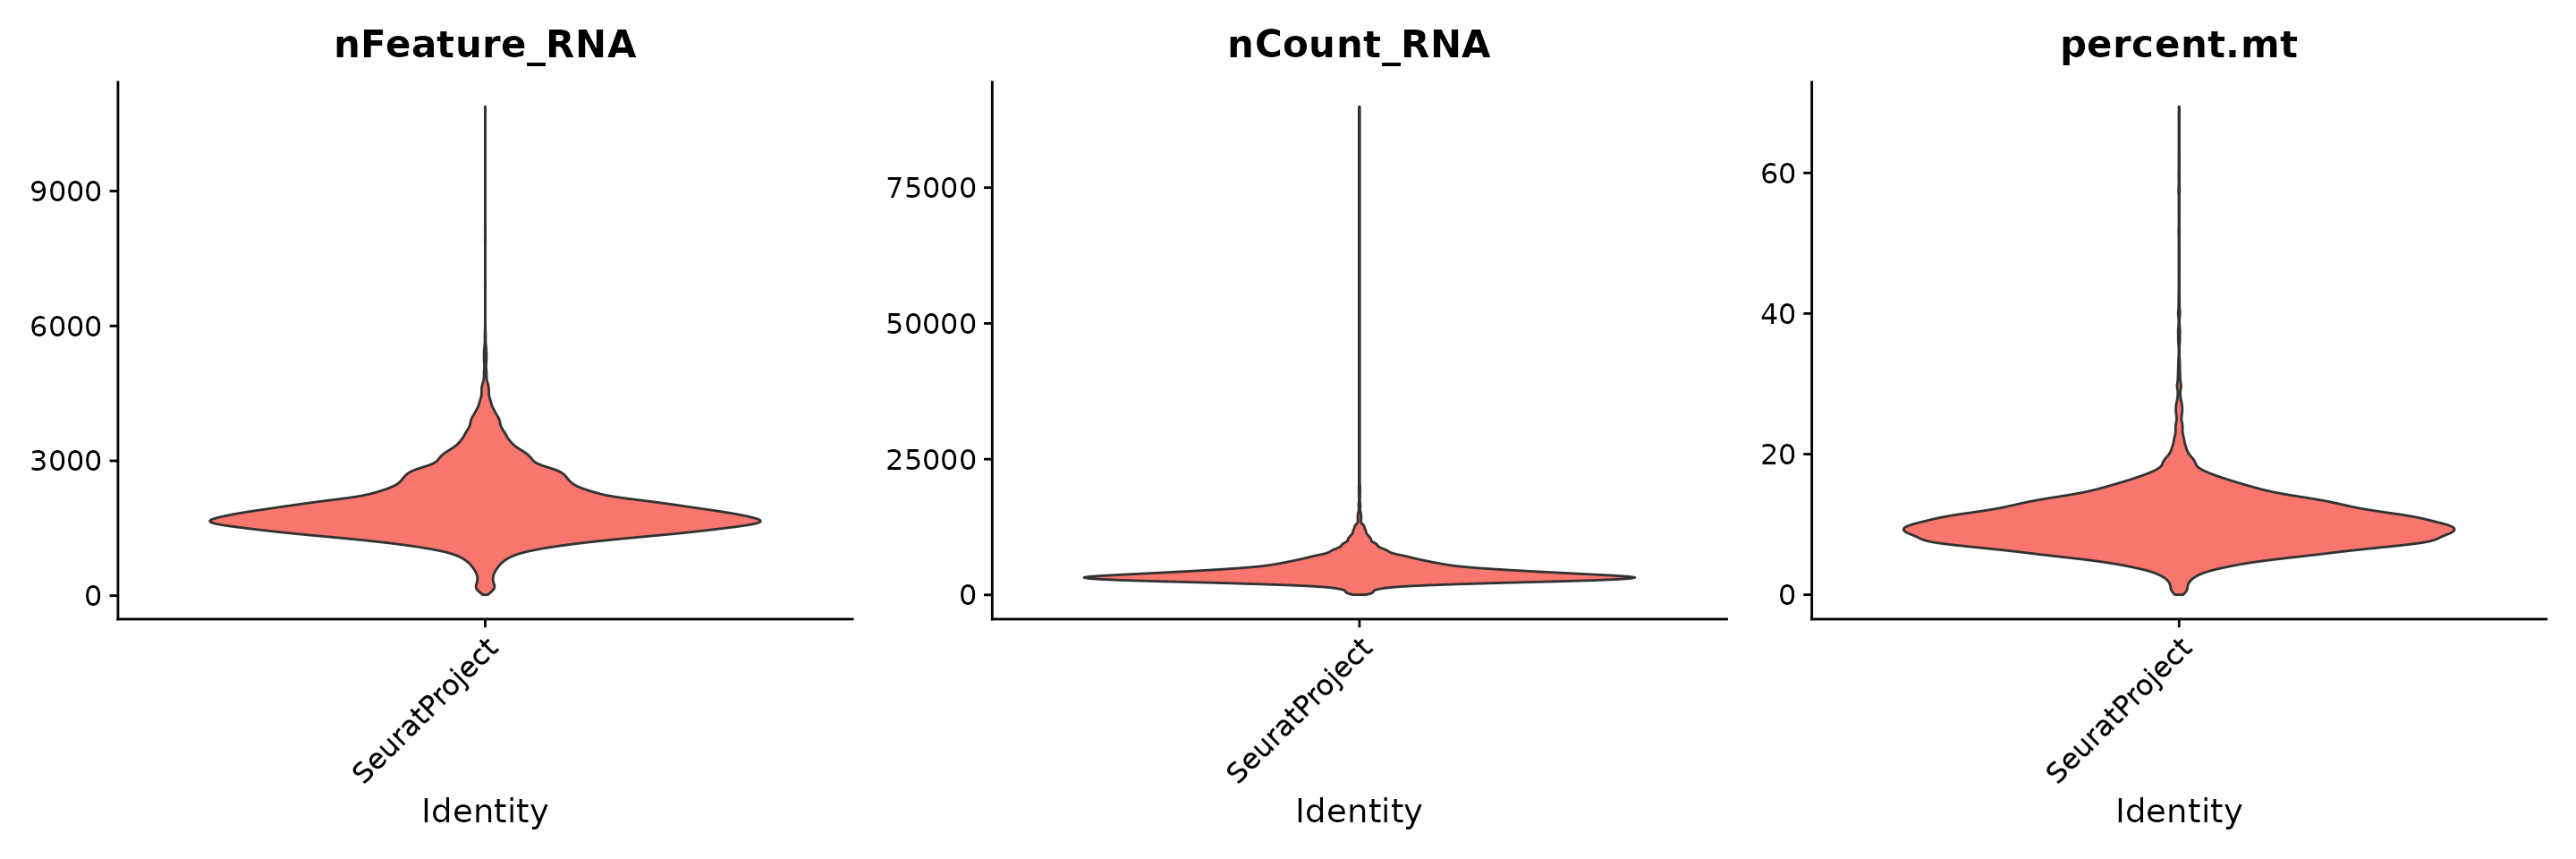 nFeature_RNA
9000
6000
3000
0
SeuratProject
Identity
nCount_RNA
75000
50000
25000
0
SeuratProject
Identity
percent.mt
60
40
20
0
SeuratProject
Identity